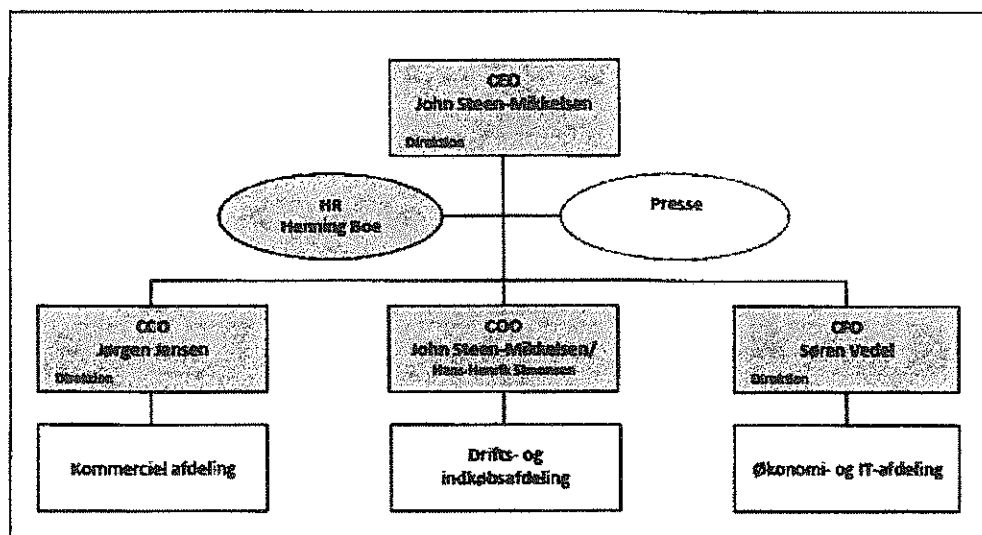 CEO
John Steen-Mikkelsen
Direktion
HR
Henning Boe
Presse
CCO
Jørgen Jensen
Direktion
COO
John Steen-Mikkelsen/
Hans-Henrik Simonsen
CFO
Søren Vedel
Direktion
Kommerciel afdeling
Drifts- og
indkøbsafdeling
Økonomi- og IT-afdeling